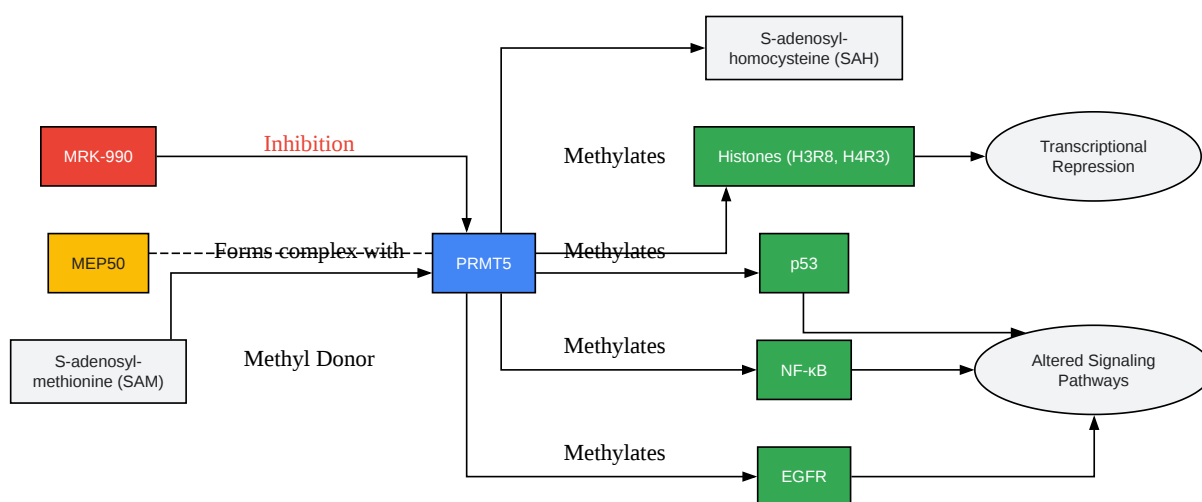 S-adenosyl-
homocysteine (SAH)
MRK-990
Inhibition
Methylates
Histones (H3R8, H4R3)
Transcriptional
Repression
MEP50
Forms complex with
PRMT5
Methylates
p53
S-adenosyl-
methionine (SAM)
Methyl Donor
Methylates
NF-κB
Altered Signaling
Pathways
Methylates
EGFR